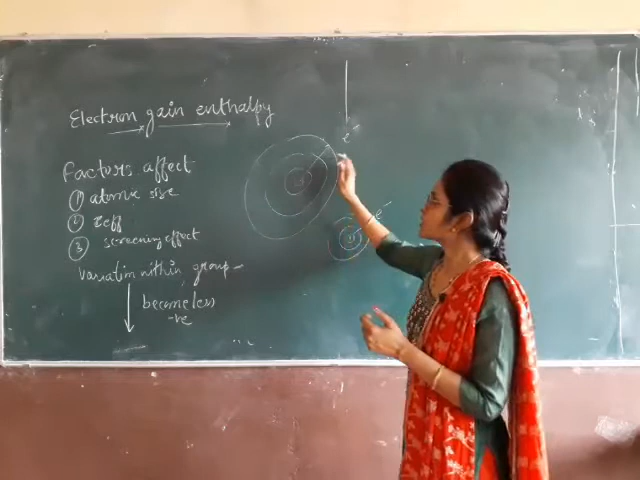 Electron gain enthalpy
Factors affect
① atomic size
② Zeff
③ screening effect
Variation within group -
become less
-ve
e-
e-